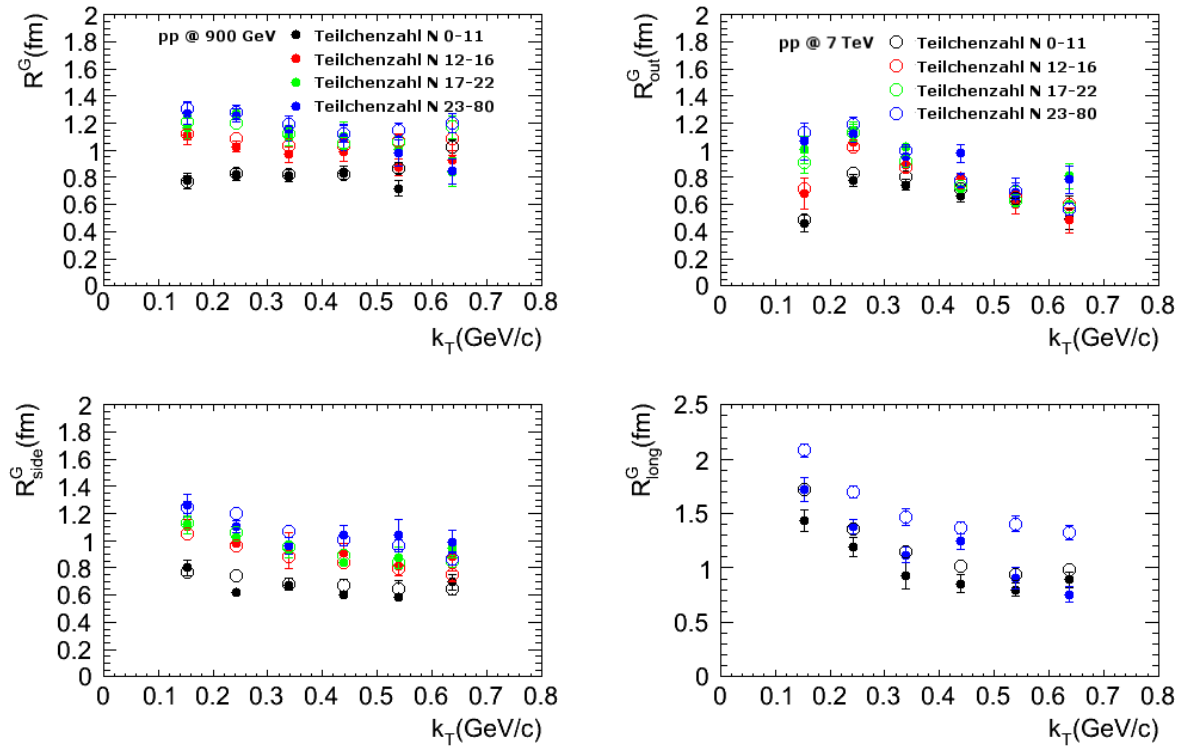 R^G(fm)
2
1.8
1.6
1.4
1.2
1
0.8
0.6
0.4
0.2
0
pp @ 900 GeV
Teilchenzahl N 0-11
Teilchenzahl N 12-16
Teilchenzahl N 17-22
Teilchenzahl N 23-80
0 0.1 0.2 0.3 0.4 0.5 0.6 0.7 0.8
k_T(GeV/c)
R^G_out(fm)
2
1.8
1.6
1.4
1.2
1
0.8
0.6
0.4
0.2
0
pp @ 7 TeV
Teilchenzahl N 0-11
Teilchenzahl N 12-16
Teilchenzahl N 17-22
Teilchenzahl N 23-80
0 0.1 0.2 0.3 0.4 0.5 0.6 0.7 0.8
k_T(GeV/c)
R^G_side(fm)
2
1.8
1.6
1.4
1.2
1
0.8
0.6
0.4
0.2
0
0 0.1 0.2 0.3 0.4 0.5 0.6 0.7 0.8
k_T(GeV/c)
R^G_long(fm)
2.5
2
1.5
1
0.5
0
0 0.1 0.2 0.3 0.4 0.5 0.6 0.7 0.8
k_T(GeV/c)